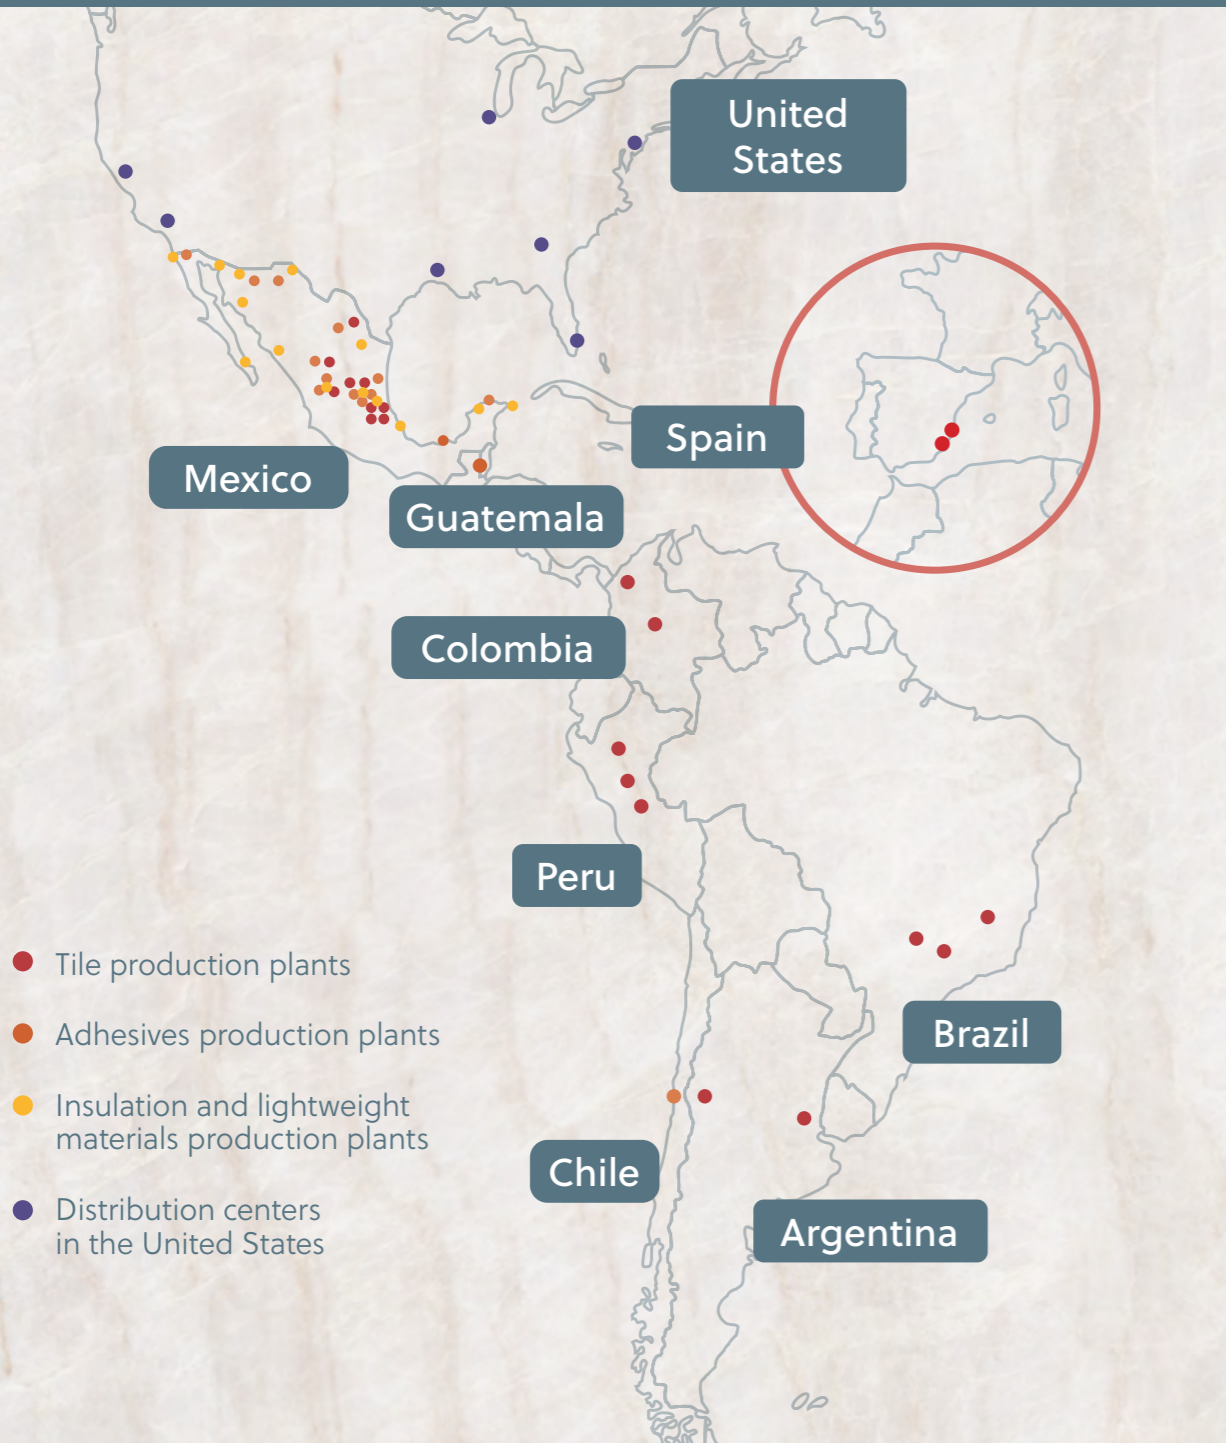 United
States
Spain
Mexico
Guatemala
Colombia
Peru
Brazil
Chile
Argentina
Tile production plants
Adhesives production plants
Insulation and lightweight
materials production plants
Distribution centers
in the United States